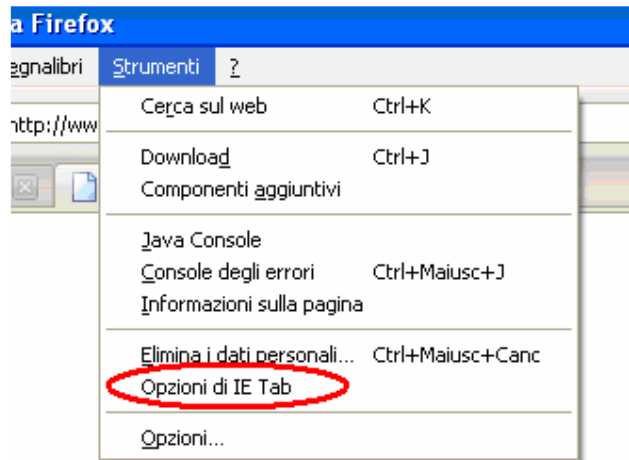 a Firefox
egnalibri Strumenti ?
http://ww
Cerca sul web Ctrl+K
Download Ctrl+J
Componenti aggiuntivi
Java Console
Console degli errori Ctrl+Maiusc+J
Informazioni sulla pagina
Elimina i dati personali... Ctrl+Maiusc+Canc
Opzioni di IE Tab
Opzioni...